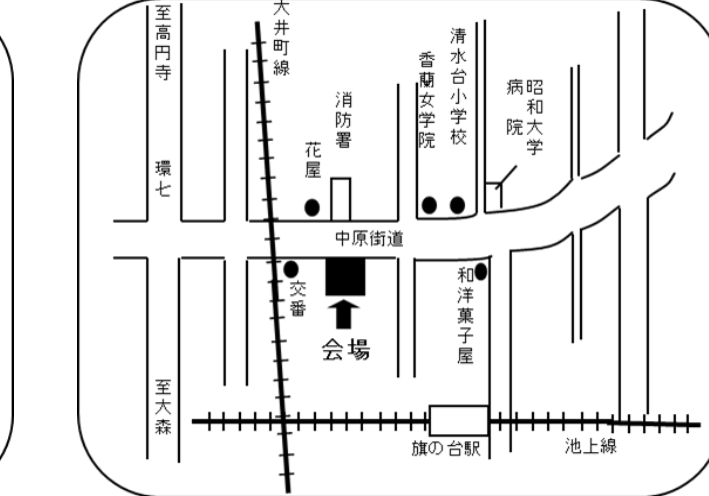 至高円寺
環七
至大森
大井町線
花屋
消防署
香蘭女学院
清水台小学校
昭和大学
病院
中原街道
交番
会場
和洋菓子屋
旗の台駅
池上線